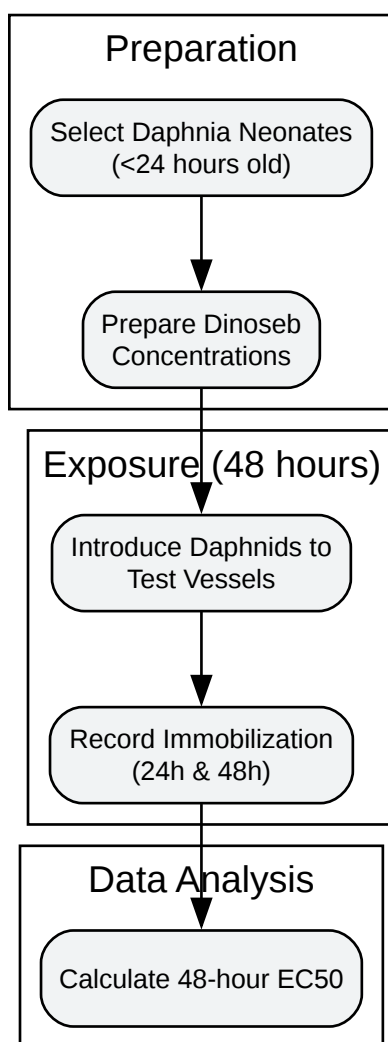 Preparation
Select Daphnia Neonates
(<24 hours old)
Prepare Dinoseb
Concentrations
Exposure (48 hours)
Introduce Daphnids to
Test Vessels
Record Immobilization
(24h & 48h)
Data Analysis
Calculate 48-hour EC50